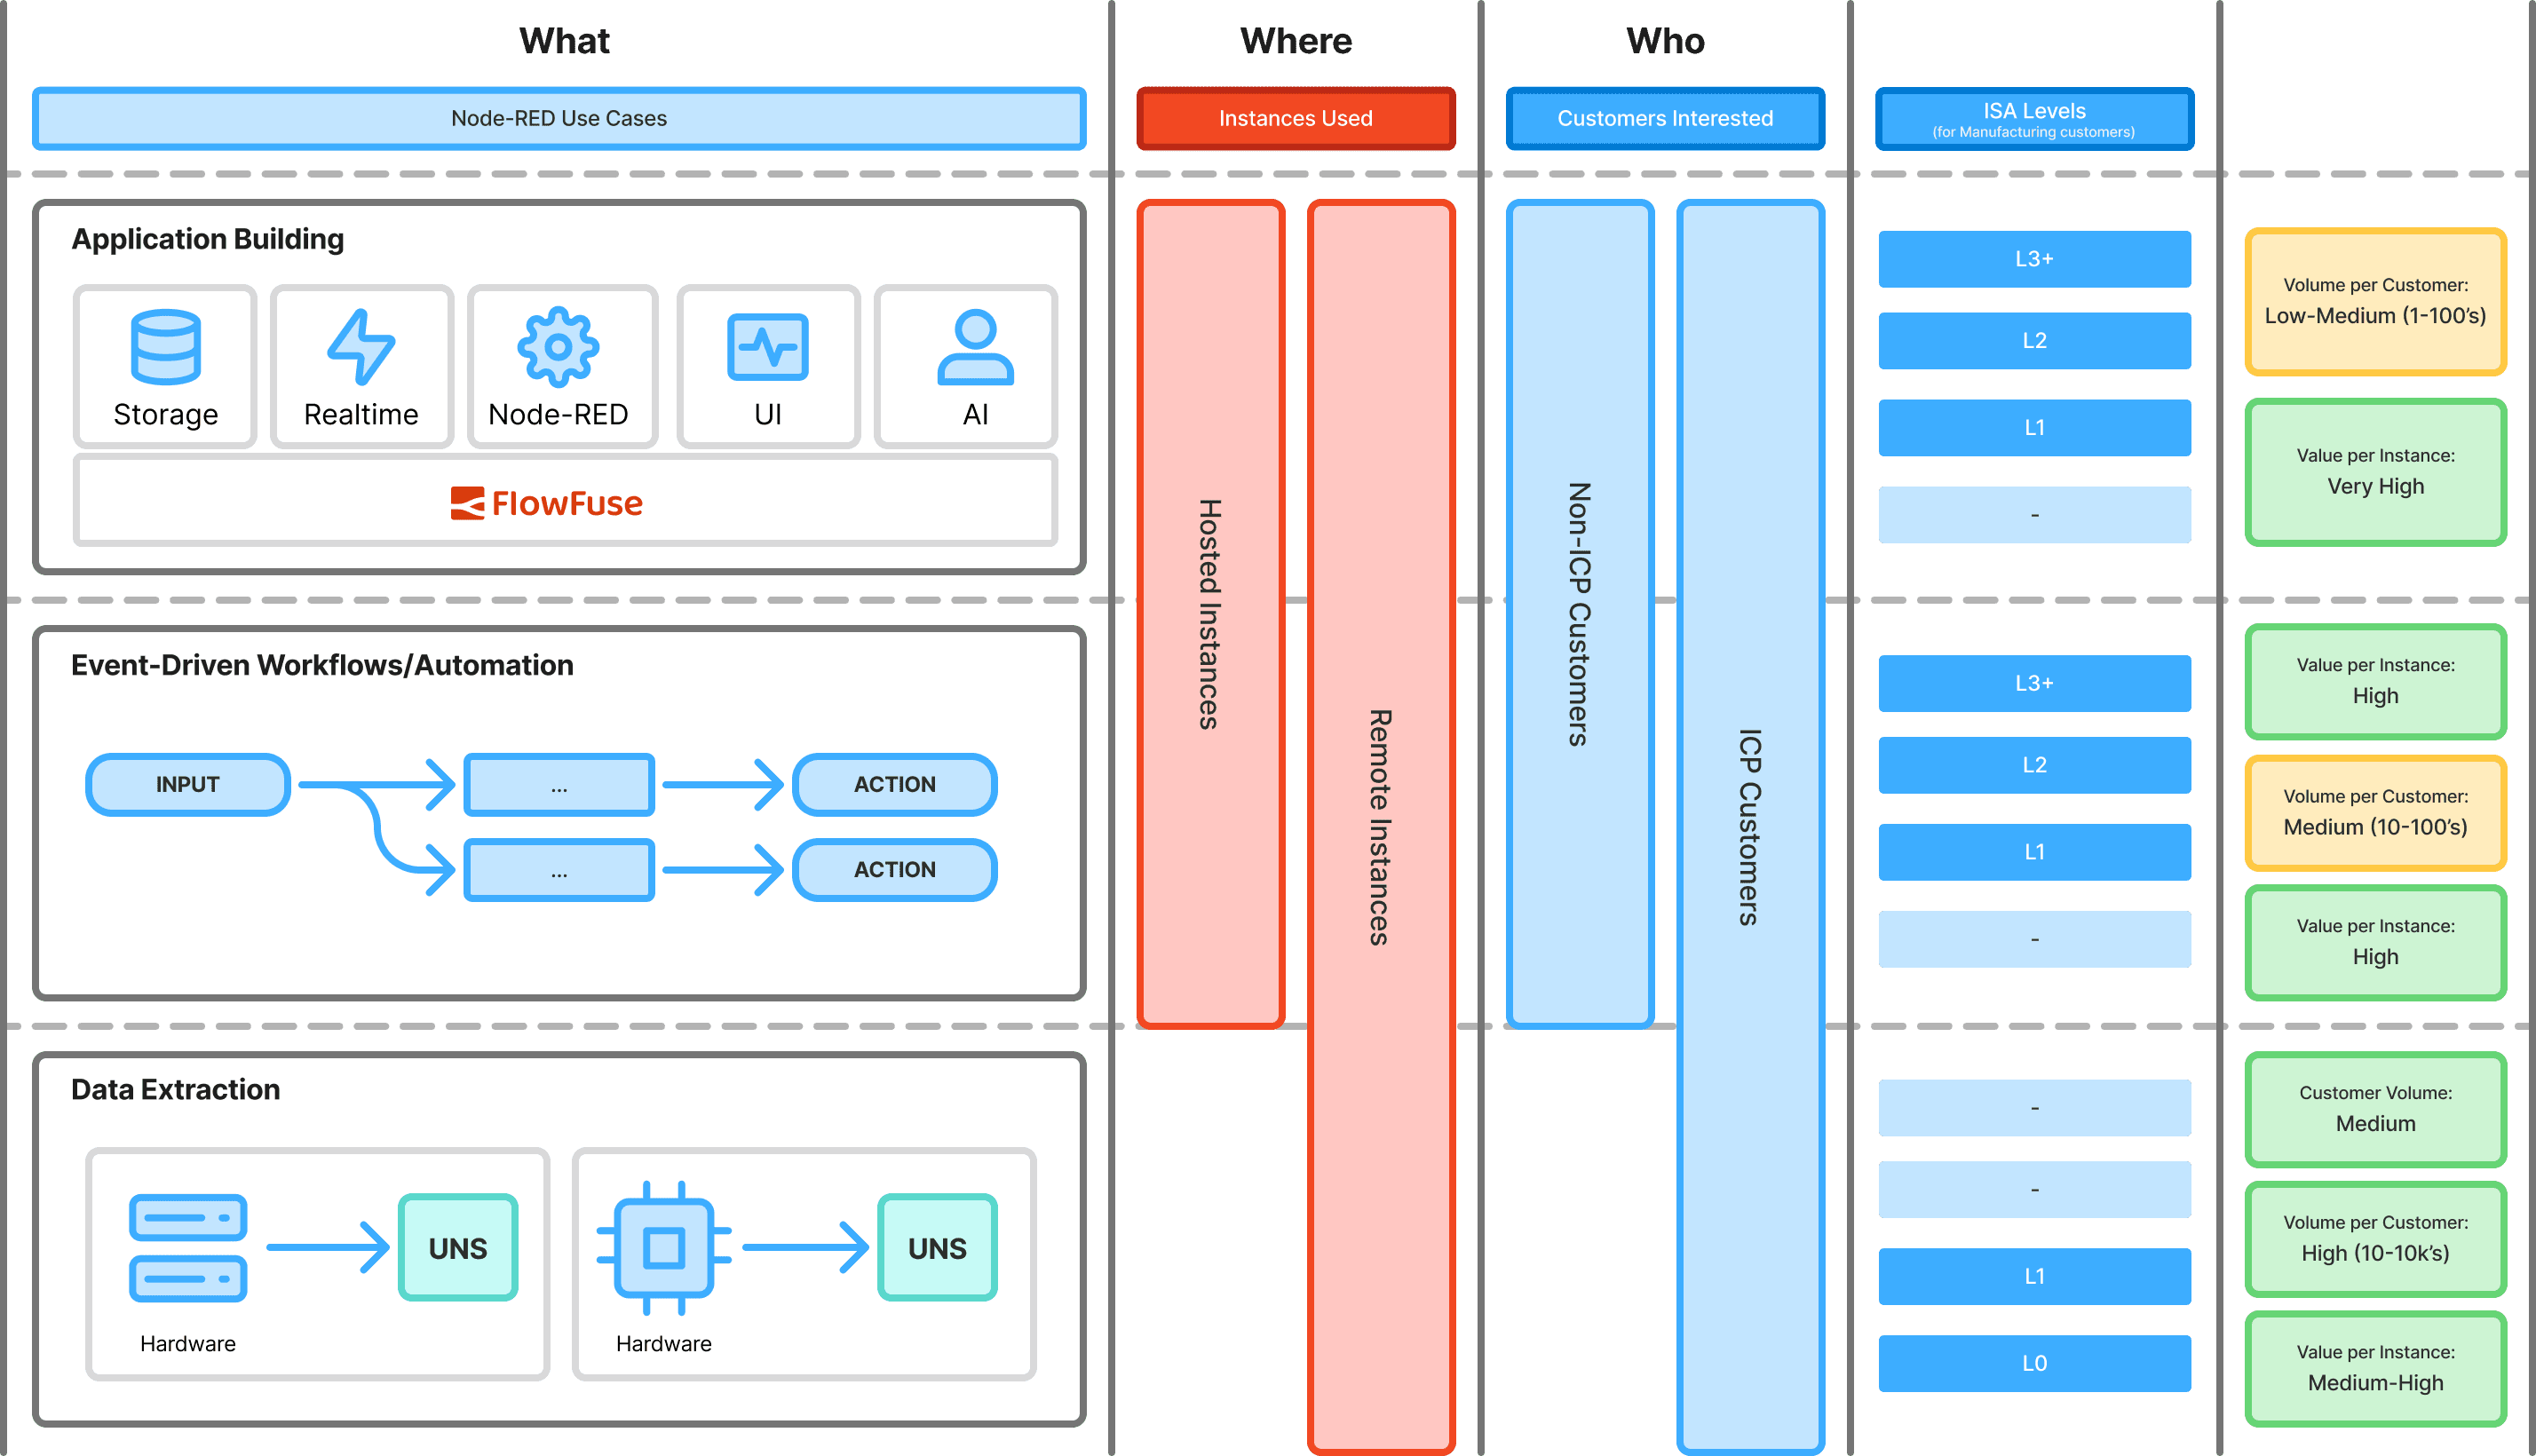 What
Where
Who
Node-RED Use Cases
Instances Used
Customers Interested
ISA Levels
(for Manufacturing customers)
Application Building
Storage
Realtime
Node-RED
UI
AI
FlowFuse
Hosted Instances
Remote Instances
Non-ICP Customers
ICP Customers
L3+
L2
L1
-
Volume per Customer:
Low-Medium (1-100’s)
Value per Instance:
Very High
Event-Driven Workflows/Automation
INPUT
...
ACTION
...
ACTION
L3+
L2
L1
-
Value per Instance:
High
Volume per Customer:
Medium (10-100’s)
Value per Instance:
High
Data Extraction
UNS
Hardware
UNS
Hardware
-
-
L1
L0
Customer Volume:
Medium
Volume per Customer:
High (10-10k’s)
Value per Instance:
Medium-High